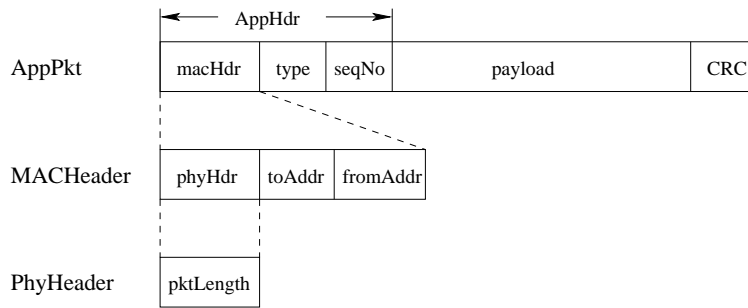 AppHdr
AppPkt macHdr type seqNo payload CRC
MACHeader phyHdr toAddr fromAddr
PhyHeader pktLength